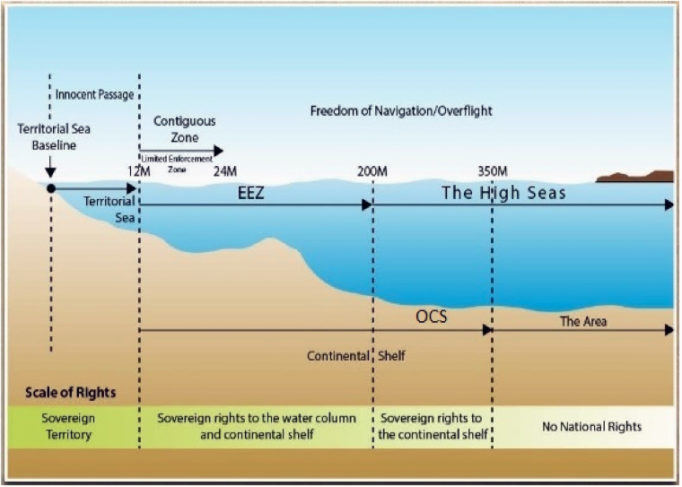 Innocent Passage
Freedom of Navigation/Overflight
Contiguous
Zone
Territorial Sea
Baseline
Limited Enforcement
Zone
12M
24M
200M
350M
EEZ
The High Seas
Territorial
Sea
OCS
The Area
Continental Shelf
Scale of Rights
Sovereign
Territory
Sovereign rights to the water column
and continental shelf
Sovereign rights to
the continental shelf
No National Rights